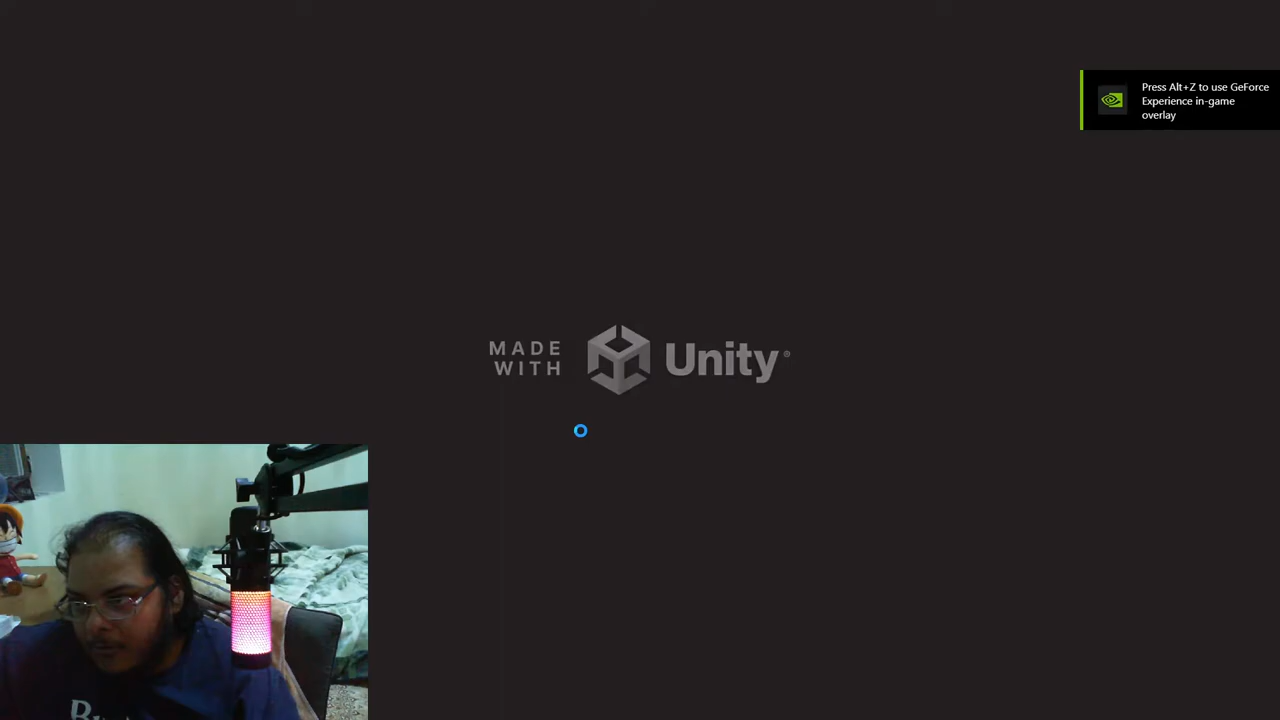 Press Alt+Z to use GeForce
Experience in-game
overlay
MADE
WITH
Unity®